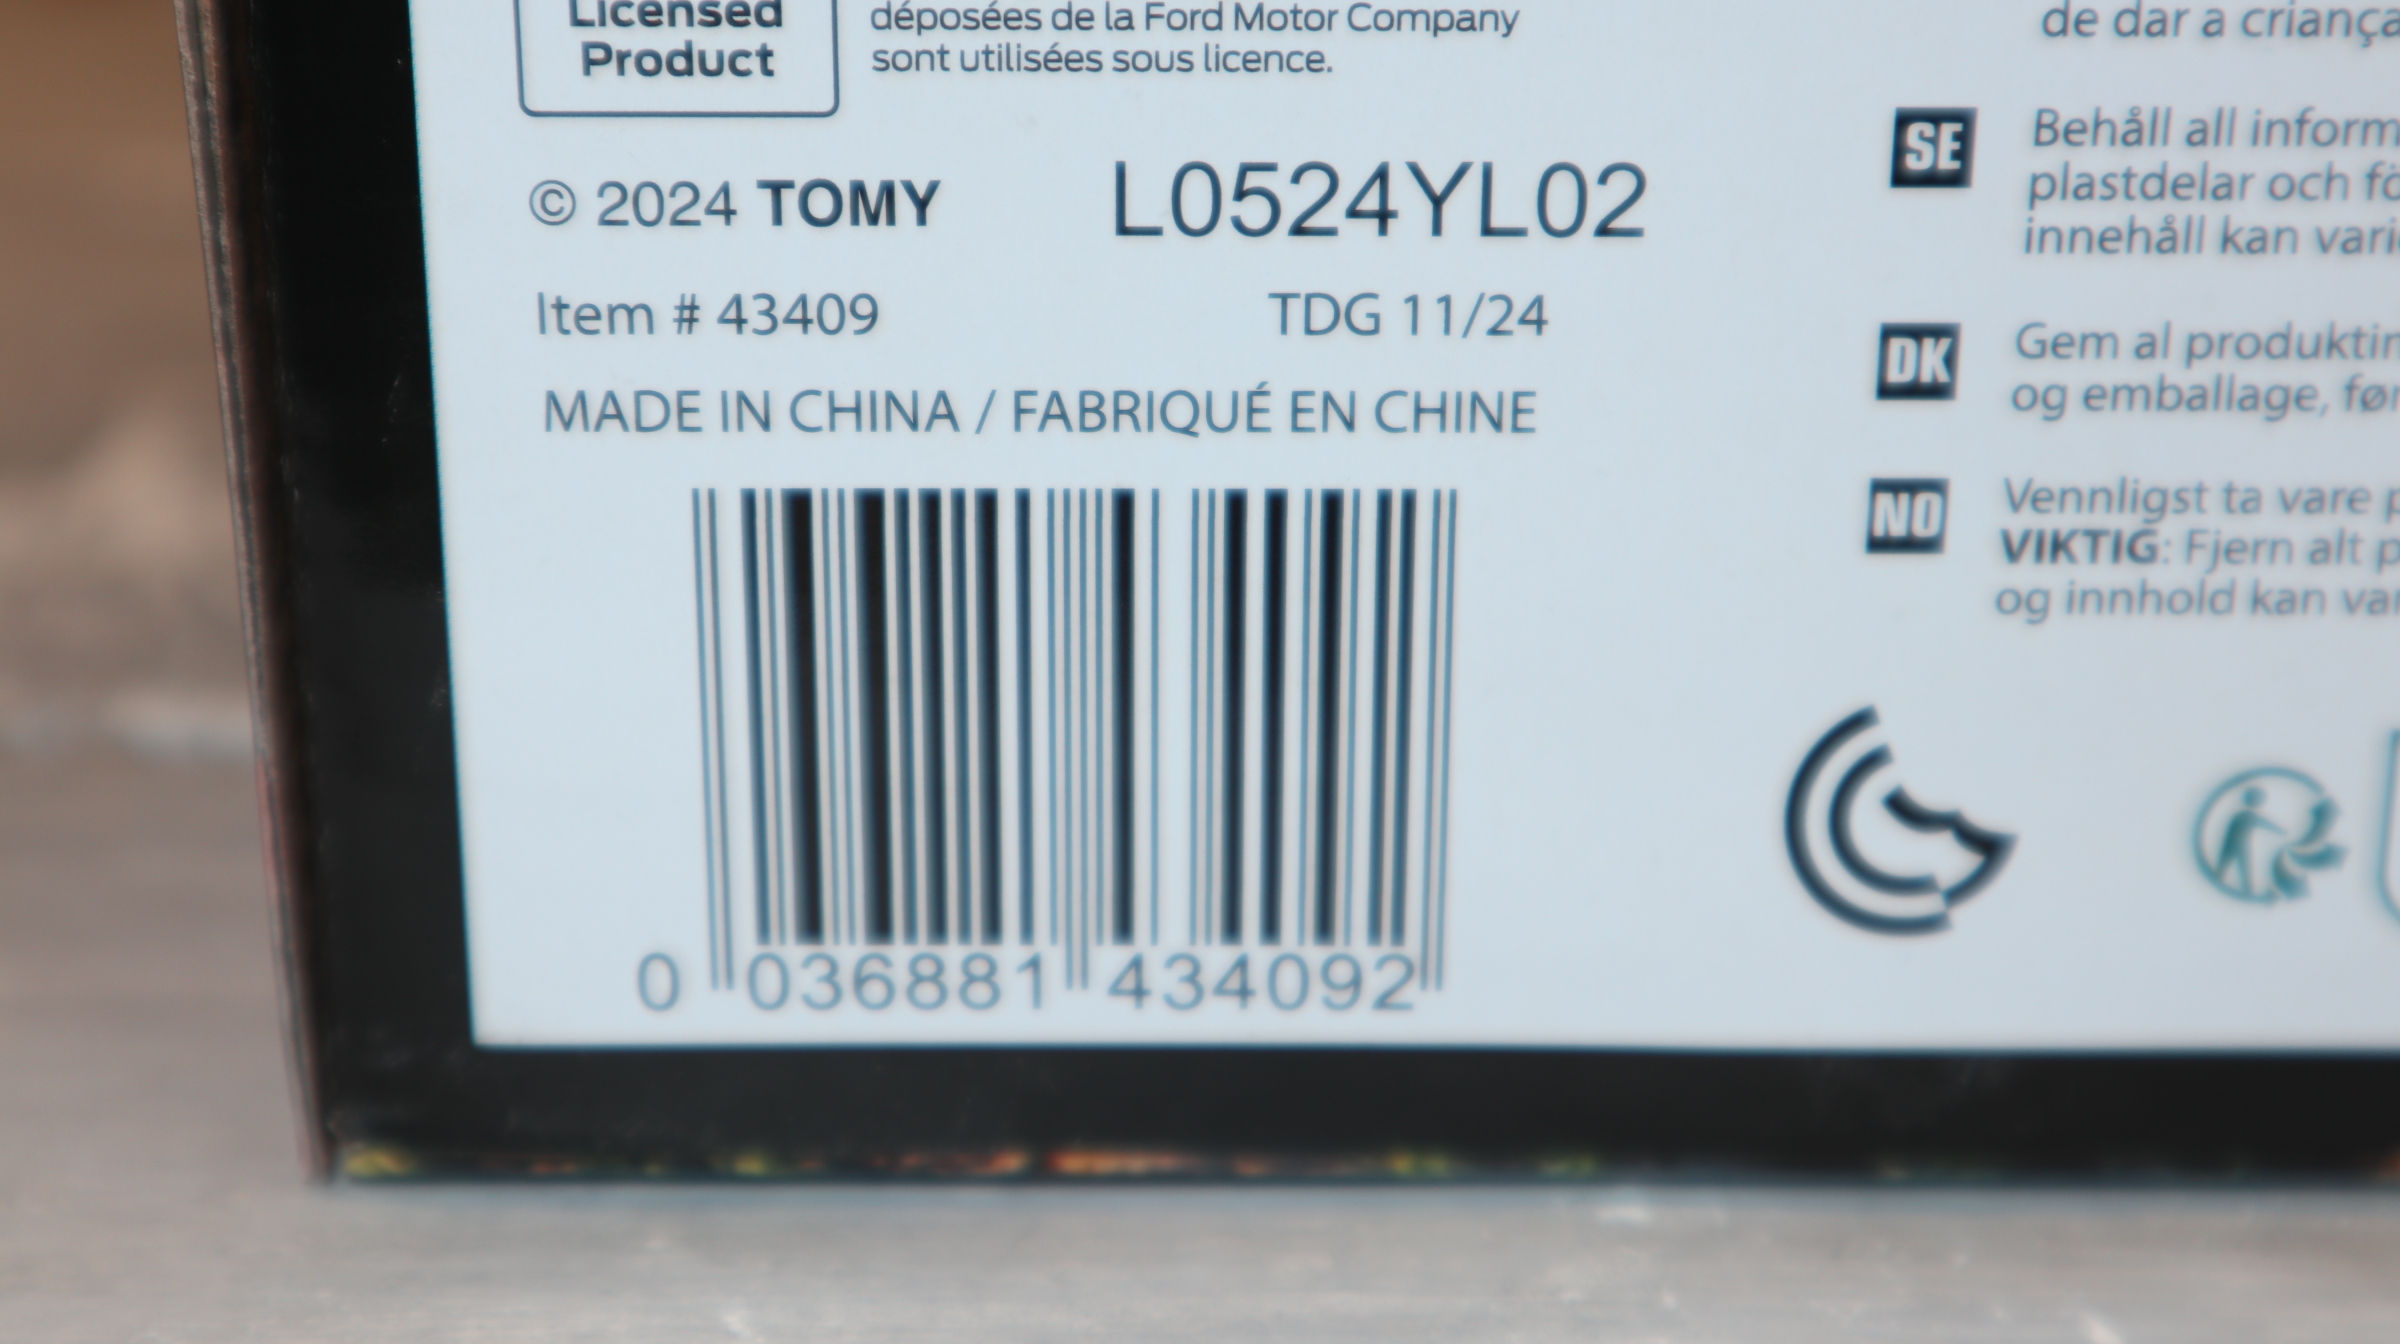 Licensed
Product
déposées de la Ford Motor Company
sont utilisées sous licence.
© 2024 TOMY
L0524YL02
Item # 43409
TDG 11/24
MADE IN CHINA / FABRIQUÉ EN CHINE
0 036881 434092
de dar a criança
SE
Behåll all inform
plastdelar och fö
innehåll kan vari
DK
Gem al produktin
og emballage, før
NO
Vennligst ta vare p
VIKTIG: Fjern alt p
og innhold kan var